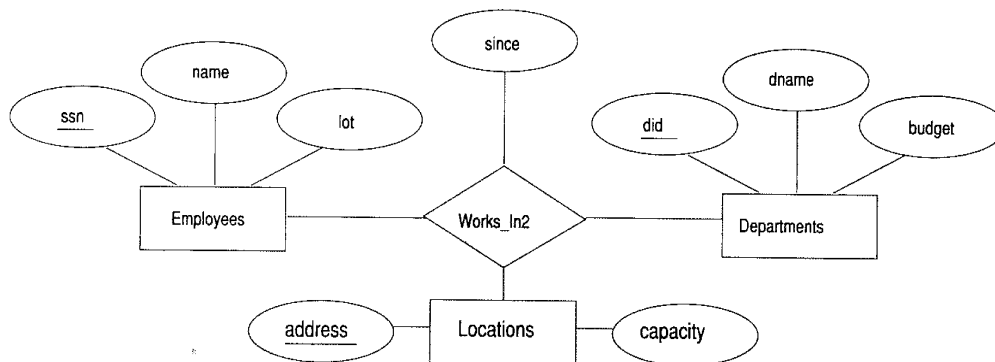 since
name
dname
ssn
lot
did
budget
Employees
Works_In2
Departments
address
Locations
capacity